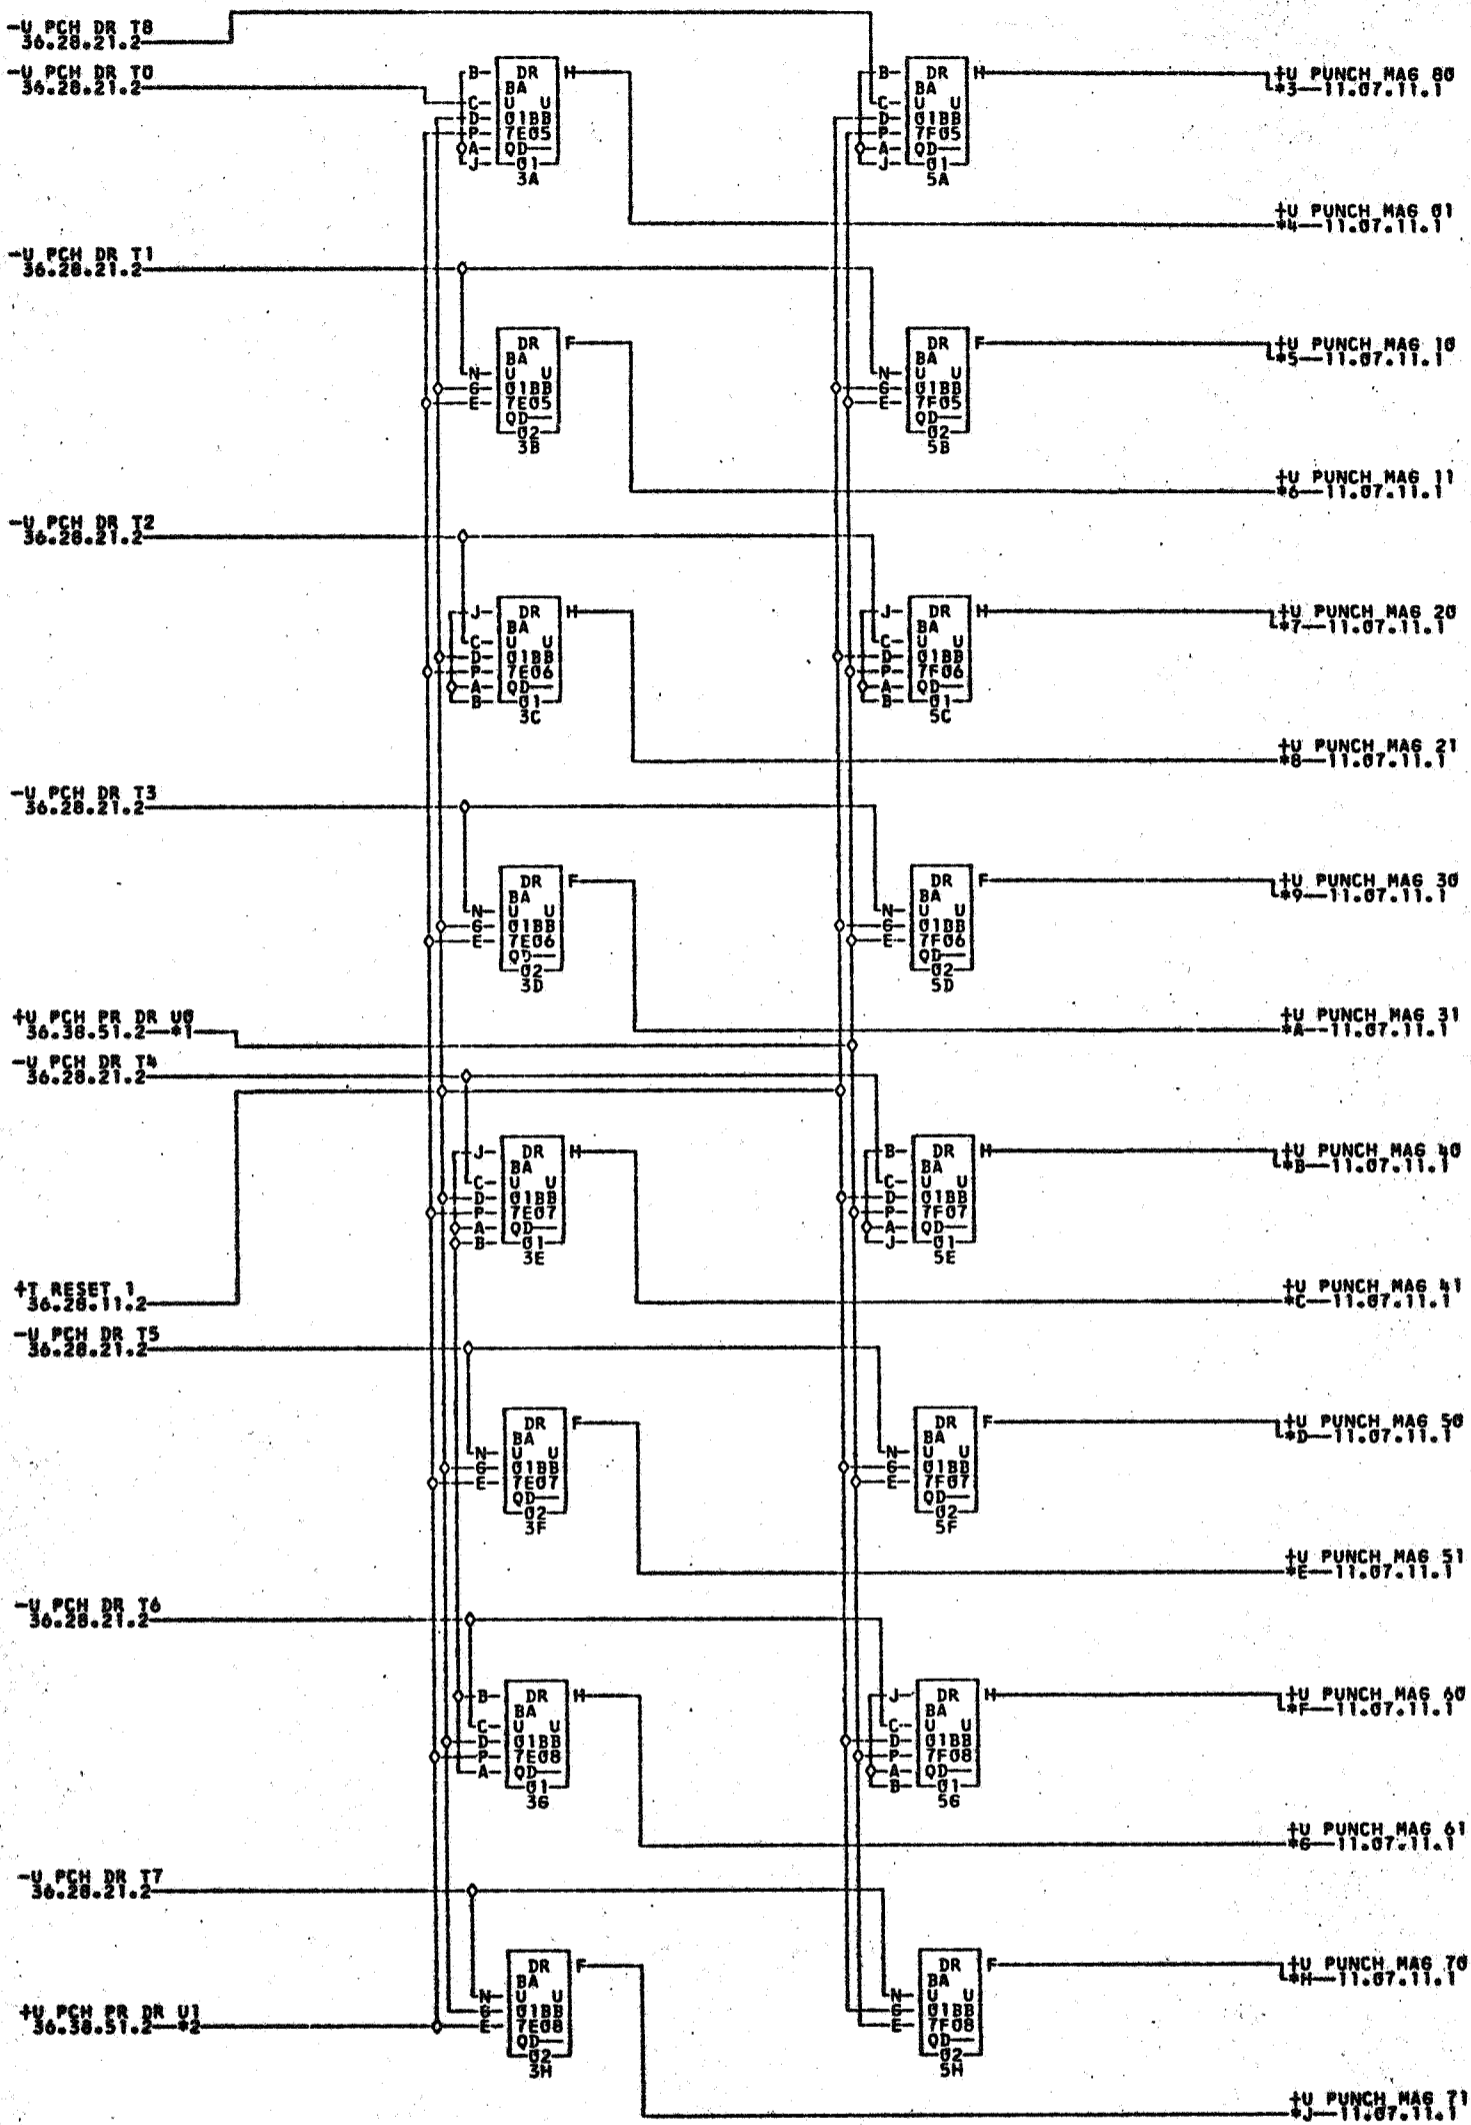 -U PCH DR T8
36.28.21.2
-U PCH DR T0
36.28.21.2
B- DR H
BA
C- U U
D- 01BB
P- 7E05
A- QD
J- 01
3A
B- DR H
BA
C- U U
D- 01BB
P- 7F05
A- QD
J- 01
5A
+U PUNCH MAG 80
*3-11.07.11.1
+U PUNCH MAG 01
*4-11.07.11.1
-U PCH DR T1
36.28.21.2
DR F
BA
N- U U
G- 01BB
E- 7E05
QD
02
3B
DR F
BA
N- U U
G- 01BB
E- 7F05
QD
02
5B
+U PUNCH MAG 10
*5-11.07.11.1
+U PUNCH MAG 11
*6-11.07.11.1
-U PCH DR T2
36.28.21.2
J- DR H
BA
C- U U
D- 01BB
P- 7E06
A- QD
B- 01
3C
J- DR H
BA
C- U U
D- 01BB
P- 7F06
A- QD
B- 01
5C
+U PUNCH MAG 20
*7-11.07.11.1
+U PUNCH MAG 21
*8-11.07.11.1
-U PCH DR T3
36.28.21.2
DR F
BA
N- U U
G- 01BB
E- 7E06
QD
02
3D
DR F
BA
N- U U
G- 01BB
E- 7F06
QD
02
5D
+U PUNCH MAG 30
*9-11.07.11.1
+U PCH PR DR U0
36.38.51.2-*1
+U PUNCH MAG 31
*A-11.07.11.1
-U PCH DR T4
36.28.21.2
J- DR H
BA
C- U U
D- 01BB
P- 7E07
A- QD
B- 01
3E
B- DR H
BA
C- U U
D- 01BB
P- 7F07
A- QD
J- 01
5E
+U PUNCH MAG 40
*B-11.07.11.1
+T RESET 1
36.28.11.2
+U PUNCH MAG 41
*C-11.07.11.1
-U PCH DR T5
36.28.21.2
DR F
BA
N- U U
G- 01BB
E- 7E07
QD
02
3F
DR F
BA
N- U U
G- 01BB
E- 7F07
QD
02
5F
+U PUNCH MAG 50
*D-11.07.11.1
+U PUNCH MAG 51
*E-11.07.11.1
-U PCH DR T6
36.28.21.2
B- DR H
BA
C- U U
D- 01BB
P- 7E08
A- QD
01
3G
J- DR H
BA
C- U U
D- 01BB
P- 7F08
A- QD
B- 01
5G
+U PUNCH MAG 60
*F-11.07.11.1
+U PUNCH MAG 61
*G-11.07.11.1
-U PCH DR T7
36.28.21.2
DR F
BA
N- U U
G- 01BB
E- 7E08
QD
02
3H
DR F
BA
N- U U
G- 01BB
E- 7F08
QD
02
5H
+U PUNCH MAG 70
*H-11.07.11.1
+U PCH PR DR U1
36.38.51.2-*2
+U PUNCH MAG 71
*J-11.07.11.1